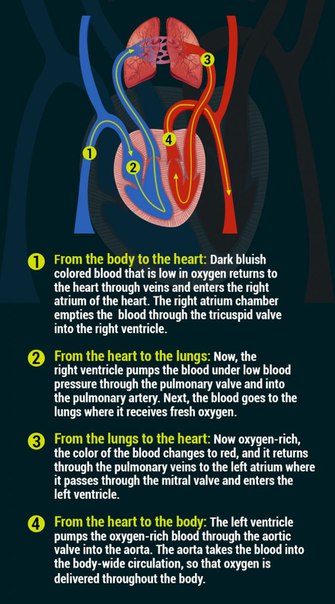 3
4
1
2
1 From the body to the heart: Dark bluish
colored blood that is low in oxygen returns to
the heart through veins and enters the right
atrium of the heart. The right atrium chamber
empties the blood through the tricuspid valve
into the right ventricle.
2 From the heart to the lungs: Now, the
right ventricle pumps the blood under low blood
pressure through the pulmonary valve and into
the pulmonary artery. Next, the blood goes to the
lungs where it receives fresh oxygen.
3 From the lungs to the heart: Now oxygen-rich,
the color of the blood changes to red, and it returns
through the pulmonary veins to the left atrium where
it passes through the mitral valve and enters the
left ventricle.
4 From the heart to the body: The left ventricle
pumps the oxygen-rich blood through the aortic
valve into the aorta. The aorta takes the blood into
the body-wide circulation, so that oxygen is
delivered throughout the body.